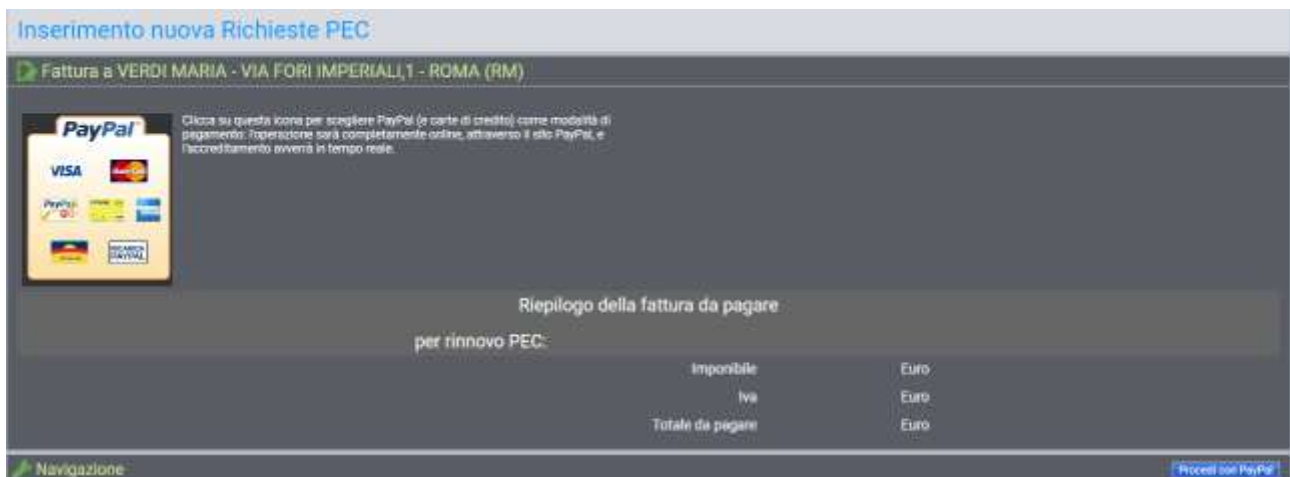 Inserimento nuova Richieste PEC
Fattura a VERDI MARIA - VIA FORI IMPERIALI,1 - ROMA (RM)
PayPal
VISA
Clicca su questa icona per scegliere PayPal (e carte di credito) come modalità di
pagamento: l'operazione sarà completamente online, attraverso il sito PayPal, e
l'accreditamento avverrà in tempo reale.
PayPal
RICARICA
PAYPAL
Riepilogo della fattura da pagare
per rinnovo PEC:
Imponibile Euro
Iva Euro
Totale da pagare Euro
Navigazione
Procedi con PayPal